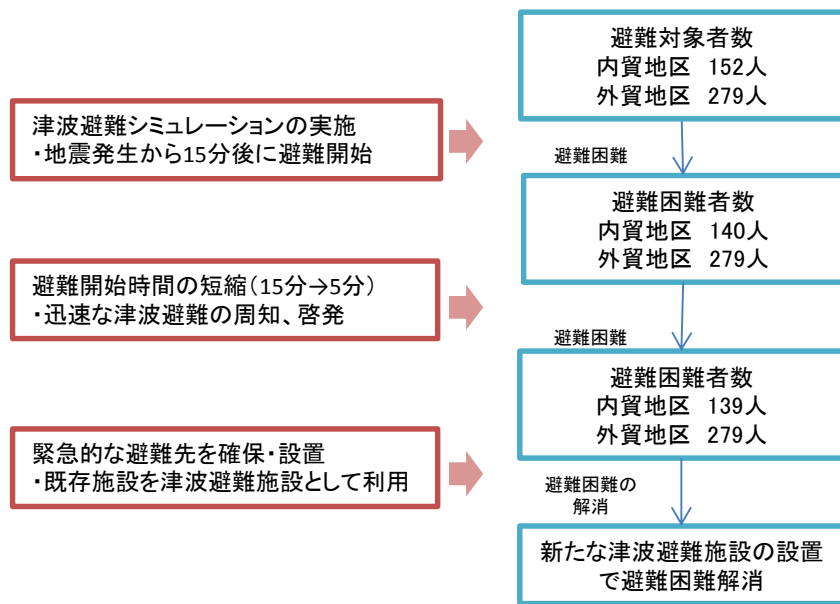 避難対象者数
内貿地区 152人
外貿地区 279人
津波避難シミュレーションの実施
・地震発生から15分後に避難開始
避難困難
避難困難者数
内貿地区 140人
外貿地区 279人
避難開始時間の短縮(15分→5分)
・迅速な津波避難の周知、啓発
避難困難
避難困難者数
内貿地区 139人
外貿地区 279人
緊急的な避難先を確保・設置
・既存施設を津波避難施設として利用
避難困難の
解消
新たな津波避難施設の設置
で避難困難解消